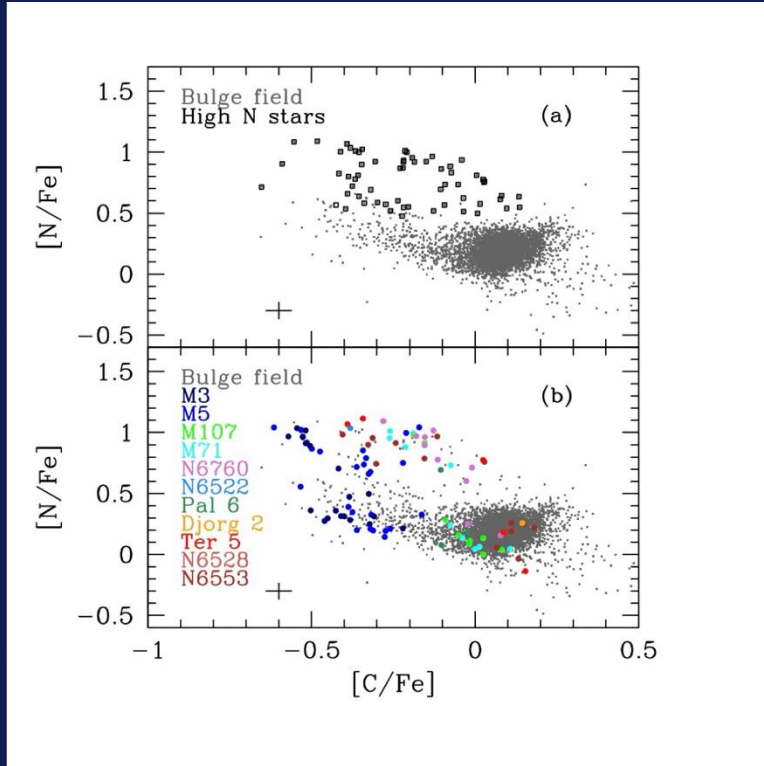 1.5
1
0.5
0
−0.5
[N/Fe]
Bulge field
High N stars
(a)
1.5
1
0.5
0
−0.5
[N/Fe]
Bulge field
M3
M5
M107
M71
N6760
N6522
Pal 6
Djorg 2
Ter 5
N6528
N6553
(b)
−1 −0.5 0 0.5
[C/Fe]